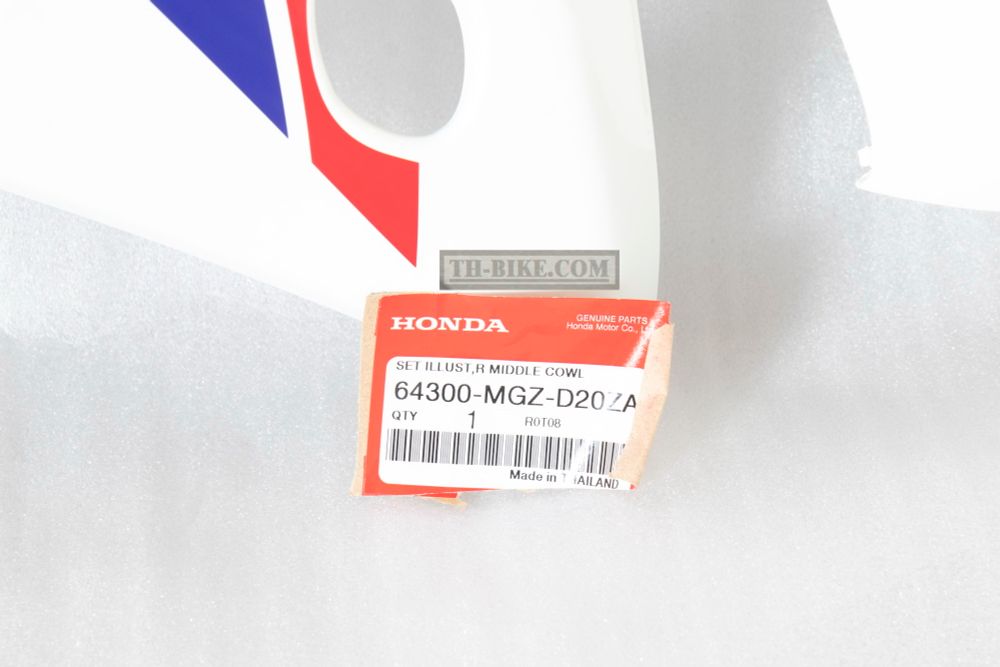 TH-BIKE.COM
HONDA
GENUINE PARTS
Honda Motor Co.,
SET ILLUST,R MIDDLE COWL
64300-MGZ-D20ZA
QTY 1 R0T08
Made in THAILAND